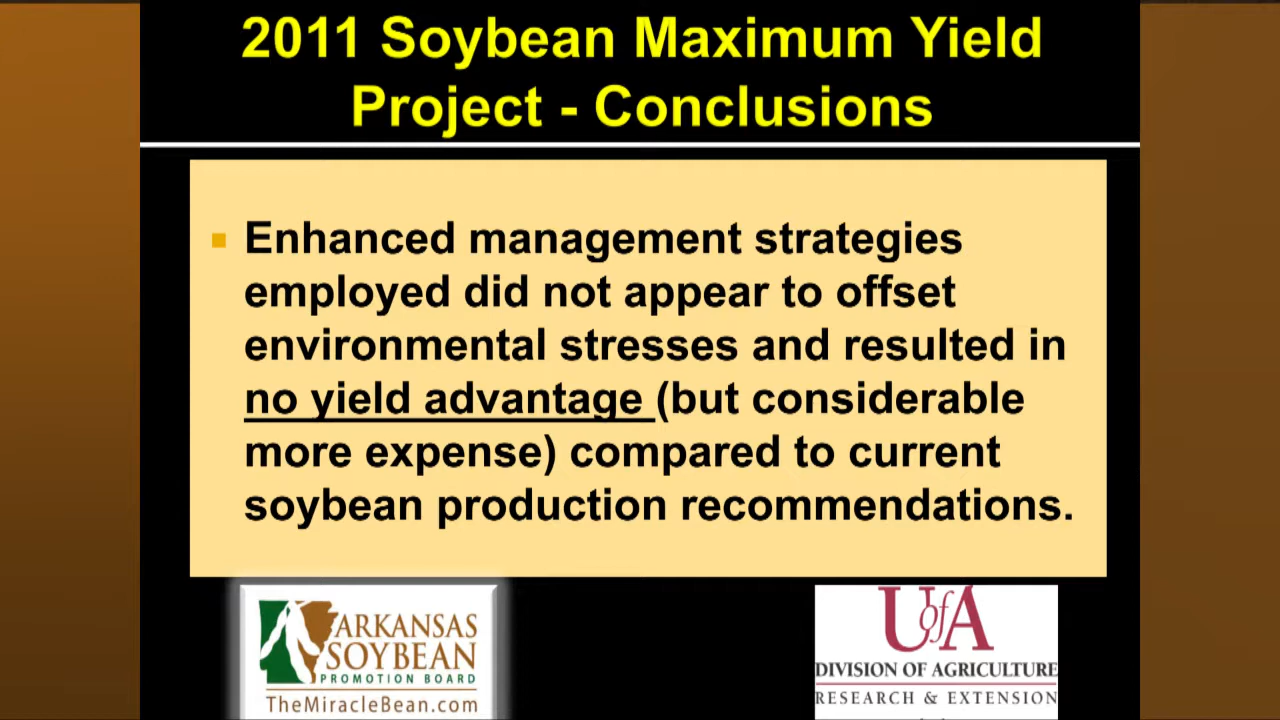 2011 Soybean Maximum Yield
Project - Conclusions
Enhanced management strategies
employed did not appear to offset
environmental stresses and resulted in
no yield advantage (but considerable
more expense) compared to current
soybean production recommendations.
ARKANSAS
SOYBEAN
PROMOTION BOARD
TheMiracleBean.com
UofA
DIVISION OF AGRICULTURE
RESEARCH & EXTENSION